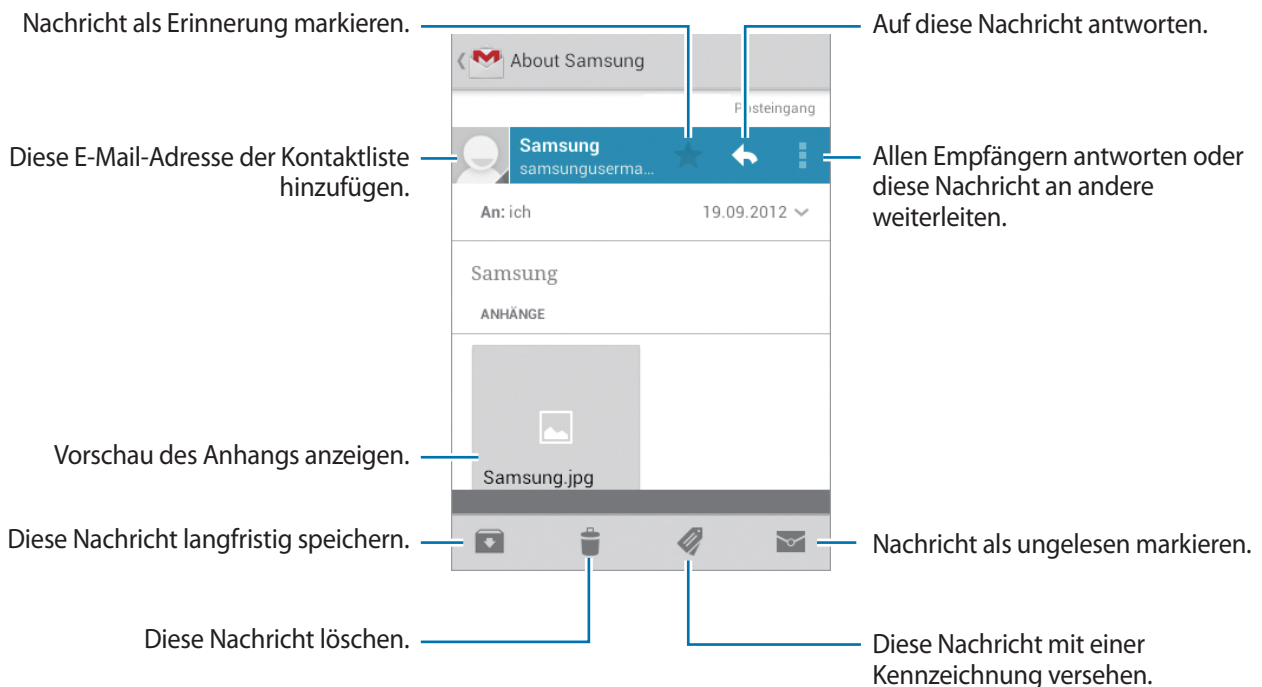 Nachricht als Erinnerung markieren.
Auf diese Nachricht antworten.
About Samsung
Posteingang
Diese E-Mail-Adresse der Kontaktliste
hinzufügen.
Samsung
samsunguserma...
Allen Empfängern antworten oder
diese Nachricht an andere
weiterleiten.
An: ich
19.09.2012
Samsung
ANHÄNGE
Vorschau des Anhangs anzeigen.
Samsung.jpg
Diese Nachricht langfristig speichern.
Nachricht als ungelesen markieren.
Diese Nachricht löschen.
Diese Nachricht mit einer
Kennzeichnung versehen.